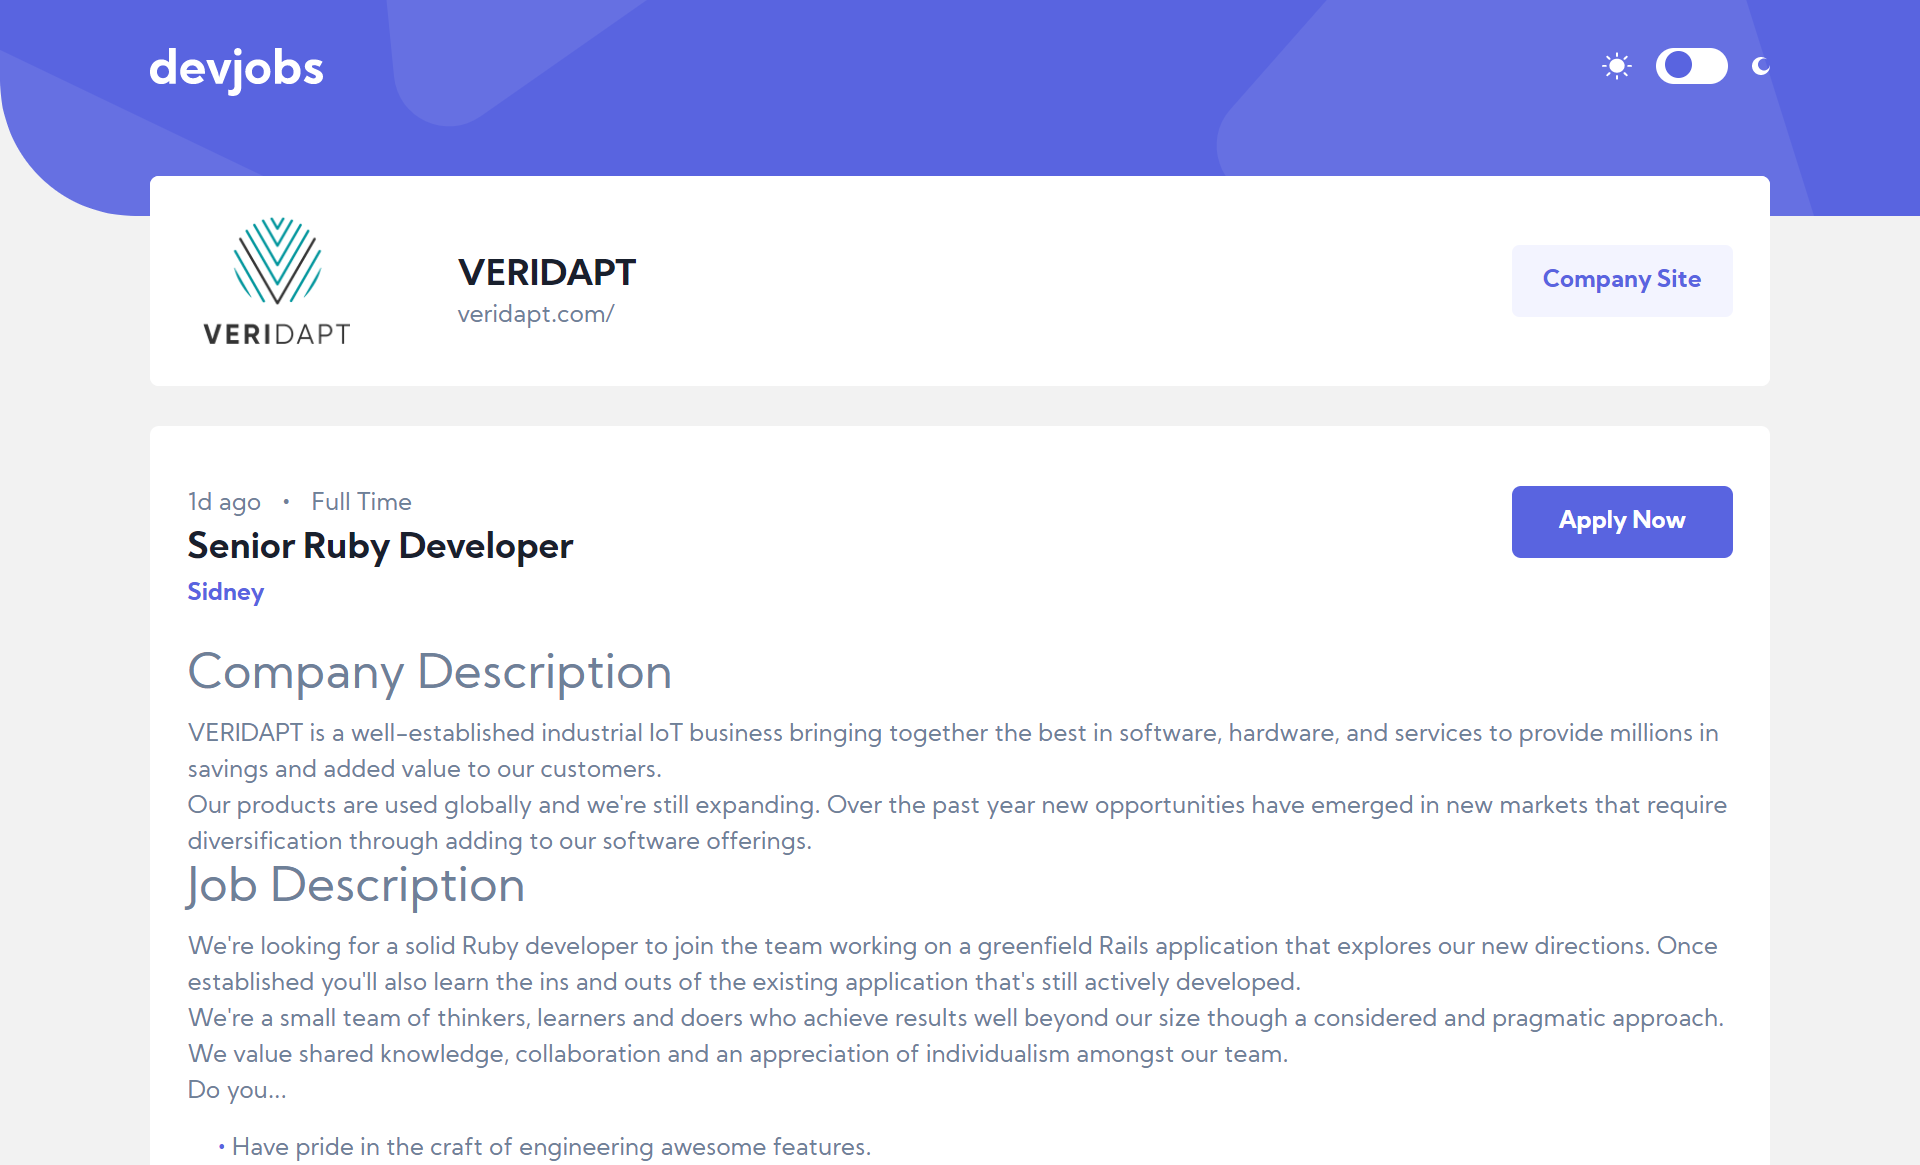 devjobs
VERIDAPT
VERIDAPT
veridapt.com/
Company Site
1d ago • Full Time
Apply Now
Senior Ruby Developer
Sidney
Company Description
VERIDAPT is a well-established industrial IoT business bringing together the best in software, hardware, and services to provide millions in
savings and added value to our customers.
Our products are used globally and we're still expanding. Over the past year new opportunities have emerged in new markets that require
diversification through adding to our software offerings.
Job Description
We're looking for a solid Ruby developer to join the team working on a greenfield Rails application that explores our new directions. Once
established you'll also learn the ins and outs of the existing application that's still actively developed.
We're a small team of thinkers, learners and doers who achieve results well beyond our size though a considered and pragmatic approach.
We value shared knowledge, collaboration and an appreciation of individualism amongst our team.
Do you...
• Have pride in the craft of engineering awesome features.